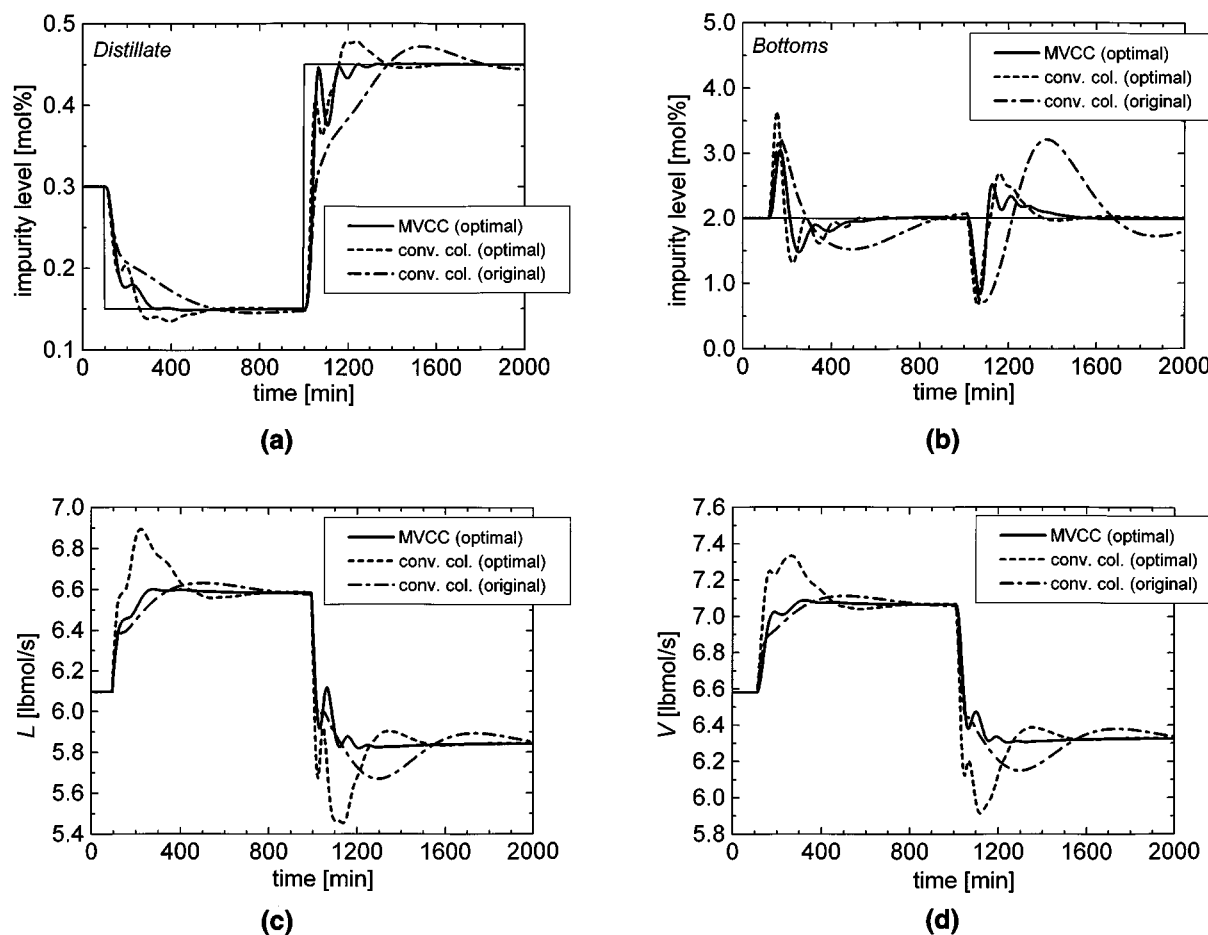 0.5
0.4
0.3
0.2
0.1
impurity level [mol%]
Distillate
MVCC (optimal)
conv. col. (optimal)
conv. col. (original)
0 400 800 1200 1600 2000
time [min]
(a)
5.0
4.0
3.0
2.0
1.0
0.0
impurity level [mol%]
Bottoms
MVCC (optimal)
conv. col. (optimal)
conv. col. (original)
0 400 800 1200 1600 2000
time [min]
(b)
7.0
6.8
6.6
6.4
6.2
6.0
5.8
5.6
5.4
L [lbmol/s]
MVCC (optimal)
conv. col. (optimal)
conv. col. (original)
0 400 800 1200 1600 2000
time [min]
(c)
7.6
7.4
7.2
7.0
6.8
6.6
6.4
6.2
6.0
5.8
V [lbmol/s]
MVCC (optimal)
conv. col. (optimal)
conv. col. (original)
0 400 800 1200 1600 2000
time [min]
(d)